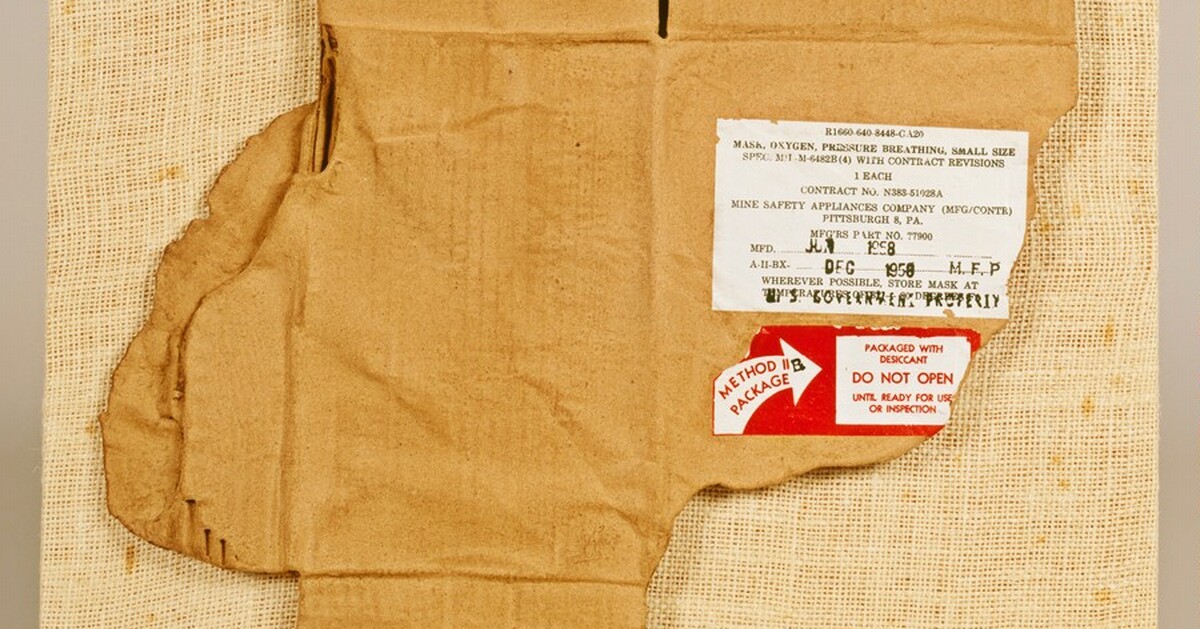 R1660-640-8448-CA20
MASK, OXYGEN, PRESSURE BREATHING, SMALL SIZE
SPEC. MIL-M-6482B(4) WITH CONTRACT REVISIONS
1 EACH
CONTRACT NO. N383-51928A
MINE SAFETY APPLIANCES COMPANY (MFG/CONTR)
PITTSBURGH 8, PA.
MFG'RS PART NO. 77900
MFD. JUN 1958
A-II-BX- DEC 1958 M.F.P
WHEREVER POSSIBLE, STORE MASK AT
U. S. GOVERNMENT PROPERTY
METHOD IIB
PACKAGE
PACKAGED WITH
DESICCANT
DO NOT OPEN
UNTIL READY FOR USE
OR INSPECTION